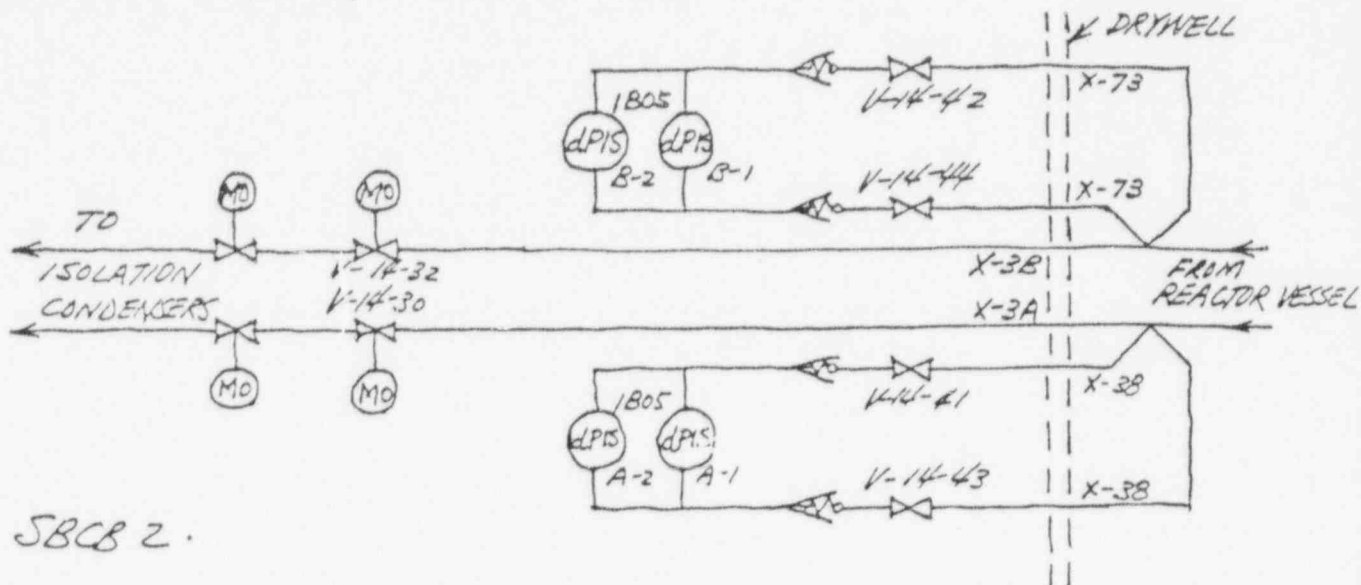 DRYWELL
X-73
V-14-42
1B05
dPIS
dPIS
B-2
B-1
V-14-44
X-73
MO
MO
TO
ISOLATION
CONDENSERS
V-14-32
V-14-30
X-3B
FROM
REACTOR VESSEL
X-3A
MO
MO
X-38
V-14-41
1B05
dPIS
dPIS
A-2
A-1
V-14-43
X-38
SBCB 2.